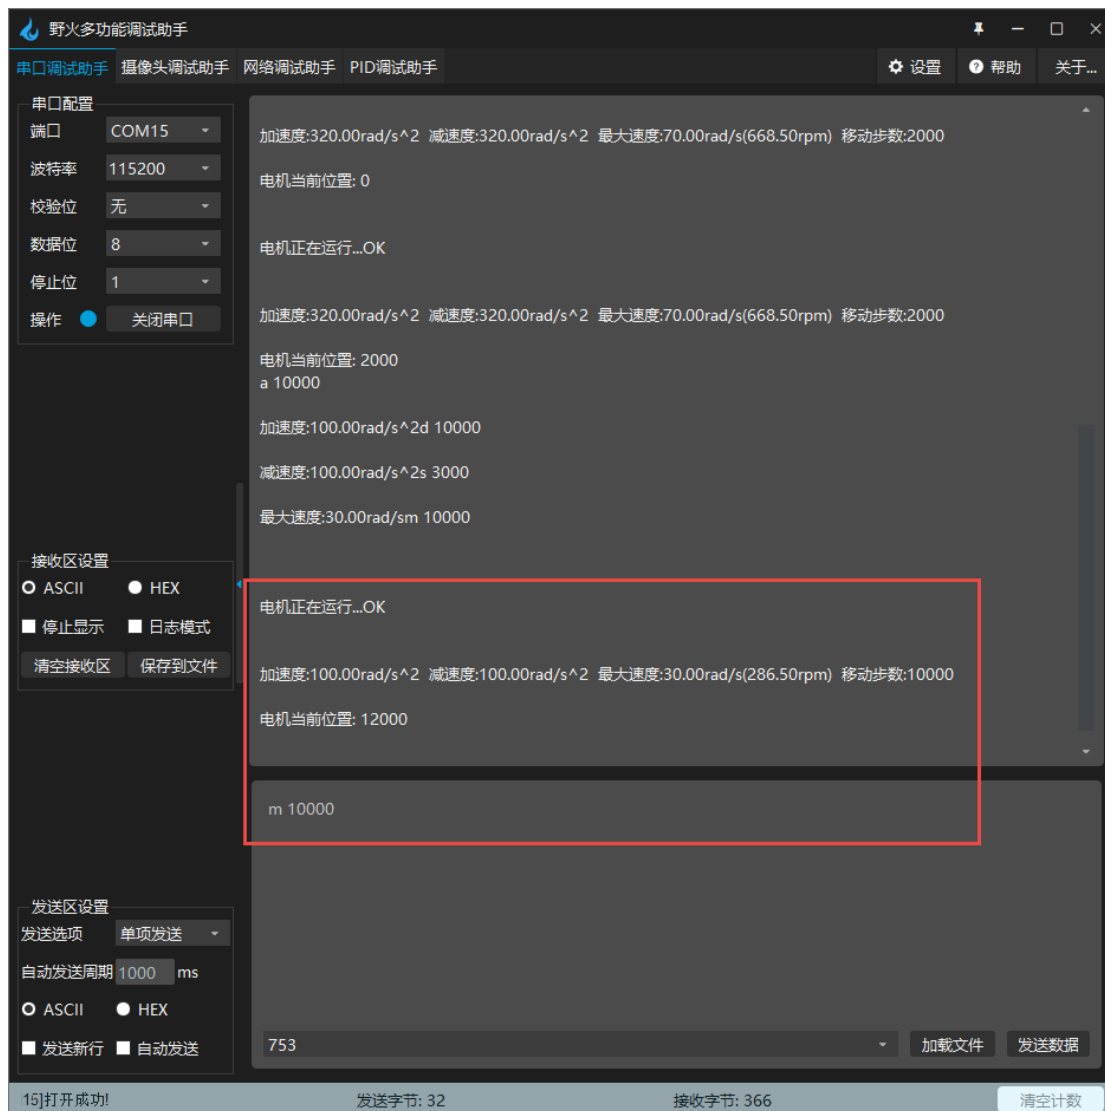 野火多功能调试助手
串口调试助手 摄像头调试助手 网络调试助手 PID调试助手 设置 帮助 关于...
串口配置
端口 COM15
波特率 115200
校验位 无
数据位 8
停止位 1
操作 关闭串口
加速度:320.00rad/s^2 减速度:320.00rad/s^2 最大速度:70.00rad/s(668.50rpm) 移动步数:2000
电机当前位置: 0
电机正在运行...OK
加速度:320.00rad/s^2 减速度:320.00rad/s^2 最大速度:70.00rad/s(668.50rpm) 移动步数:2000
电机当前位置: 2000
a 10000
加速度:100.00rad/s^2d 10000
减速度:100.00rad/s^2s 3000
最大速度:30.00rad/sm 10000
电机正在运行...OK
加速度:100.00rad/s^2 减速度:100.00rad/s^2 最大速度:30.00rad/s(286.50rpm) 移动步数:10000
电机当前位置: 12000
接收区设置
ASCII HEX
停止显示 日志模式
清空接收区 保存到文件
m 10000
发送区设置
发送选项 单项发送
自动发送周期 1000 ms
ASCII HEX
发送新行 自动发送
753 加载文件 发送数据
15]打开成功! 发送字节: 32 接收字节: 366 清空计数